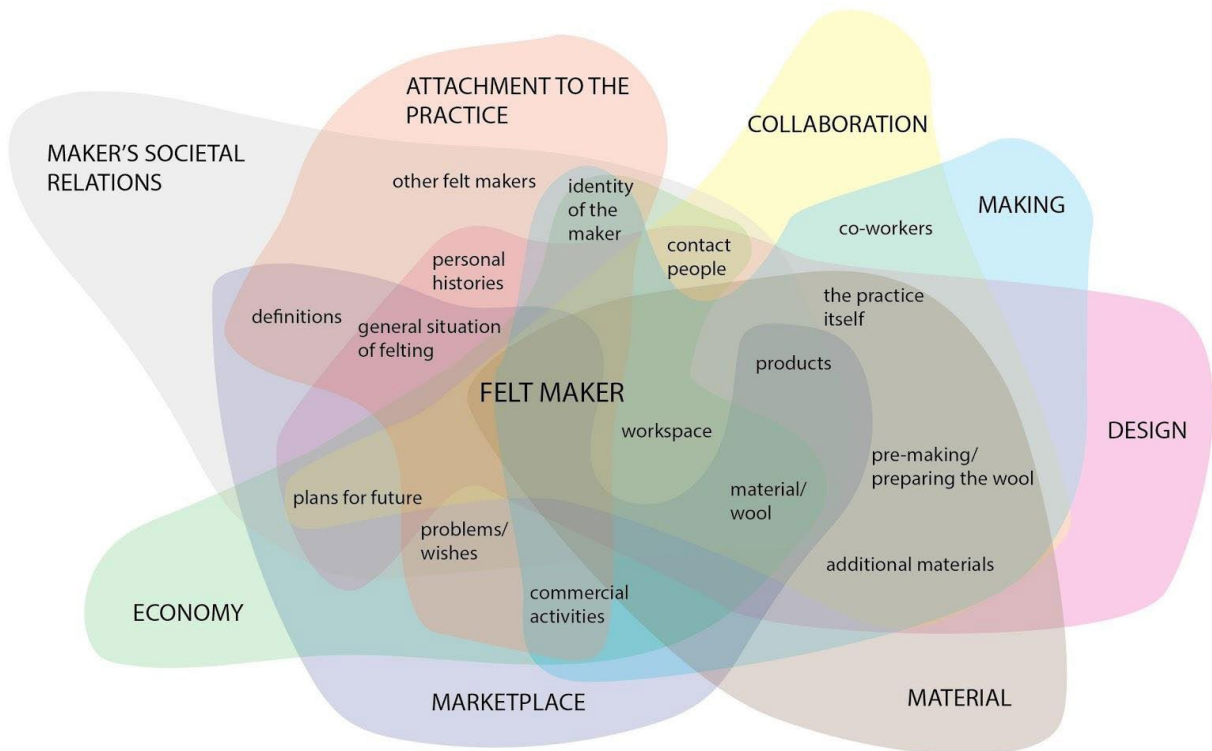 ATTACHMENT TO THE
PRACTICE
COLLABORATION
MAKER'S SOCIETAL
RELATIONS
other felt makers
identity
of the
maker
MAKING
co-workers
contact
people
personal
histories
the practice
itself
definitions
general situation
of felting
products
FELT MAKER
workspace
DESIGN
pre-making/
preparing the wool
plans for future
material/
wool
problems/
wishes
additional materials
commercial
activities
ECONOMY
MARKETPLACE
MATERIAL